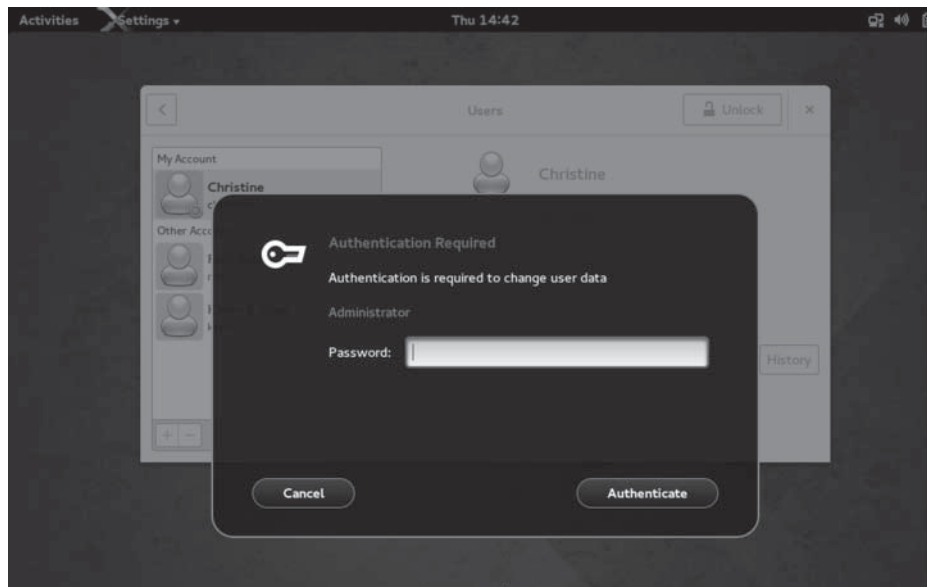 Activities Settings Thu 14:42
Users Unlock
My Account
Christine
Christine
Other
Authentication Required
Authentication is required to change user data
Administrator
Password:
History
Cancel Authenticate